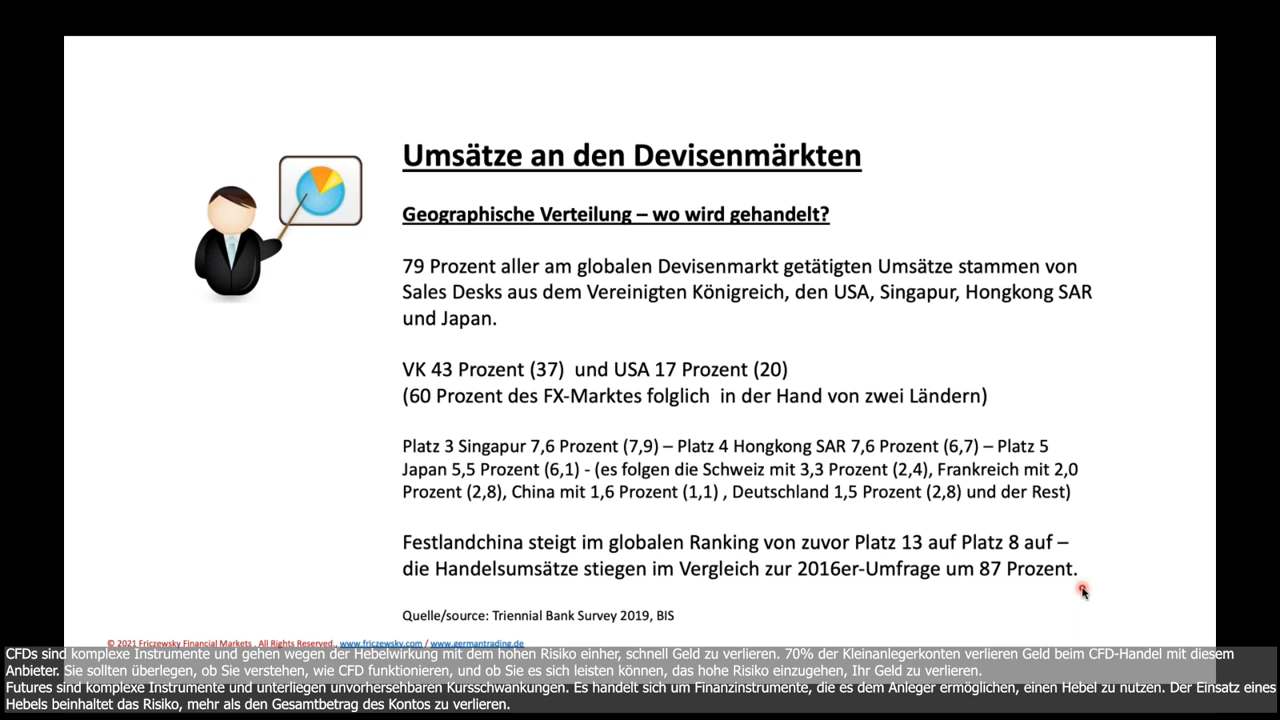 Umsätze an den Devisenmärkten
Geographische Verteilung – wo wird gehandelt?
79 Prozent aller am globalen Devisenmarkt getätigten Umsätze stammen von
Sales Desks aus dem Vereinigten Königreich, den USA, Singapur, Hongkong SAR
und Japan.
VK 43 Prozent (37)  und USA 17 Prozent (20)
(60 Prozent des FX-Marktes folglich  in der Hand von zwei Ländern)
Platz 3 Singapur 7,6 Prozent (7,9) – Platz 4 Hongkong SAR 7,6 Prozent (6,7) – Platz 5
Japan 5,5 Prozent (6,1) - (es folgen die Schweiz mit 3,3 Prozent (2,4), Frankreich mit 2,0
Prozent (2,8), China mit 1,6 Prozent (1,1) , Deutschland 1,5 Prozent (2,8) und der Rest)
Festlandchina steigt im globalen Ranking von zuvor Platz 13 auf Platz 8 auf –
die Handelsumsätze stiegen im Vergleich zur 2016er-Umfrage um 87 Prozent.
Quelle/source: Triennial Bank Survey 2019, BIS
© 2021 Friczewsky Financial Markets . All Rights Reserved . www.friczewsky.com / www.germantrading.de
CFDs sind komplexe Instrumente und gehen wegen der Hebelwirkung mit dem hohen Risiko einher, schnell Geld zu verlieren. 70% der Kleinanlegerkonten verlieren Geld beim CFD-Handel mit diesem
Anbieter. Sie sollten überlegen, ob Sie verstehen, wie CFD funktionieren, und ob Sie es sich leisten können, das hohe Risiko einzugehen, Ihr Geld zu verlieren.
Futures sind komplexe Instrumente und unterliegen unvorhersehbaren Kursschwankungen. Es handelt sich um Finanzinstrumente, die es dem Anleger ermöglichen, einen Hebel zu nutzen. Der Einsatz eines
Hebels beinhaltet das Risiko, mehr als den Gesamtbetrag des Kontos zu verlieren.